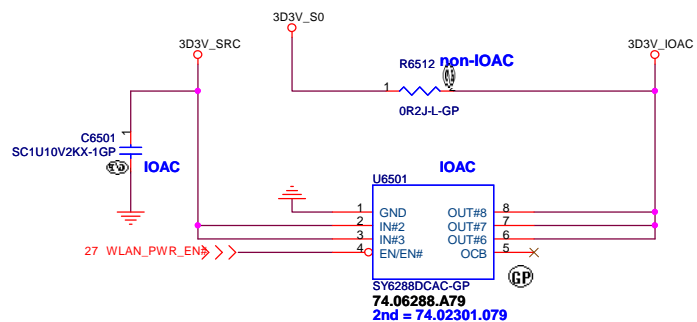 3D3V_S0
3D3V_SRC
3D3V_IOAC
R6512
non-IOAC
1
2
0R2J-L-GP
C6501
SC1U10V2KX-1GP
1
IOAC
IOAC
U6501
1 GND
2 IN#2
3 IN#3
4 EN/EN#
OUT#8 8
OUT#7 7
OUT#6 6
OCB 5
27 WLAN_PWR_EN#
GP
SY6288DCAC-GP
74.06288.A79
2nd = 74.02301.079